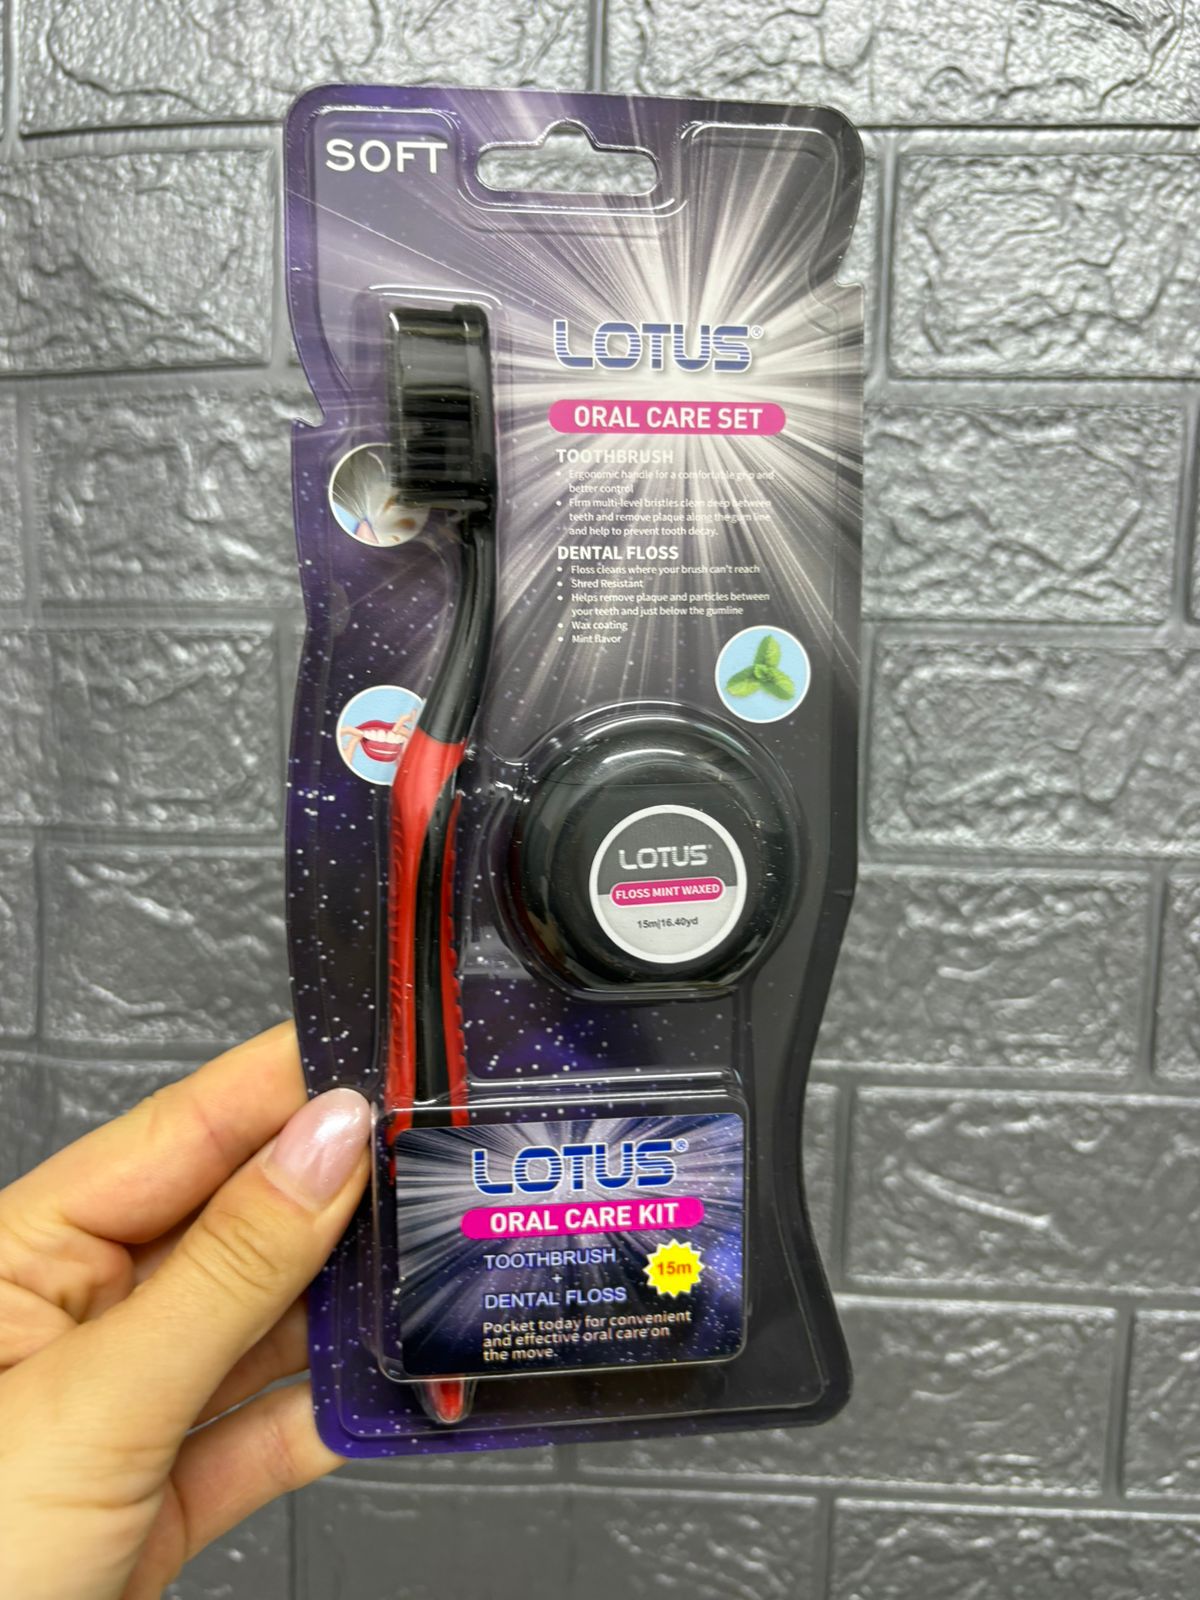 SOFT
LOTUS®
ORAL CARE SET
TOOTHBRUSH
• Ergonomic handle for a comfortable grip and
better control
• Firm multi-level bristles clean deep between
teeth and remove plaque along the gum line
and help to prevent tooth decay.
DENTAL FLOSS
• Floss cleans where your brush can't reach
• Shred Resistant
• Helps remove plaque and particles between
your teeth and just below the gumline
• Wax coating
• Mint flavor
LOTUS®
FLOSS MINT WAXED
15m|16.40yd
LOTUS®
ORAL CARE KIT
TOOTHBRUSH
+
DENTAL FLOSS
15m
Pocket today for convenient
and effective oral care on
the move.